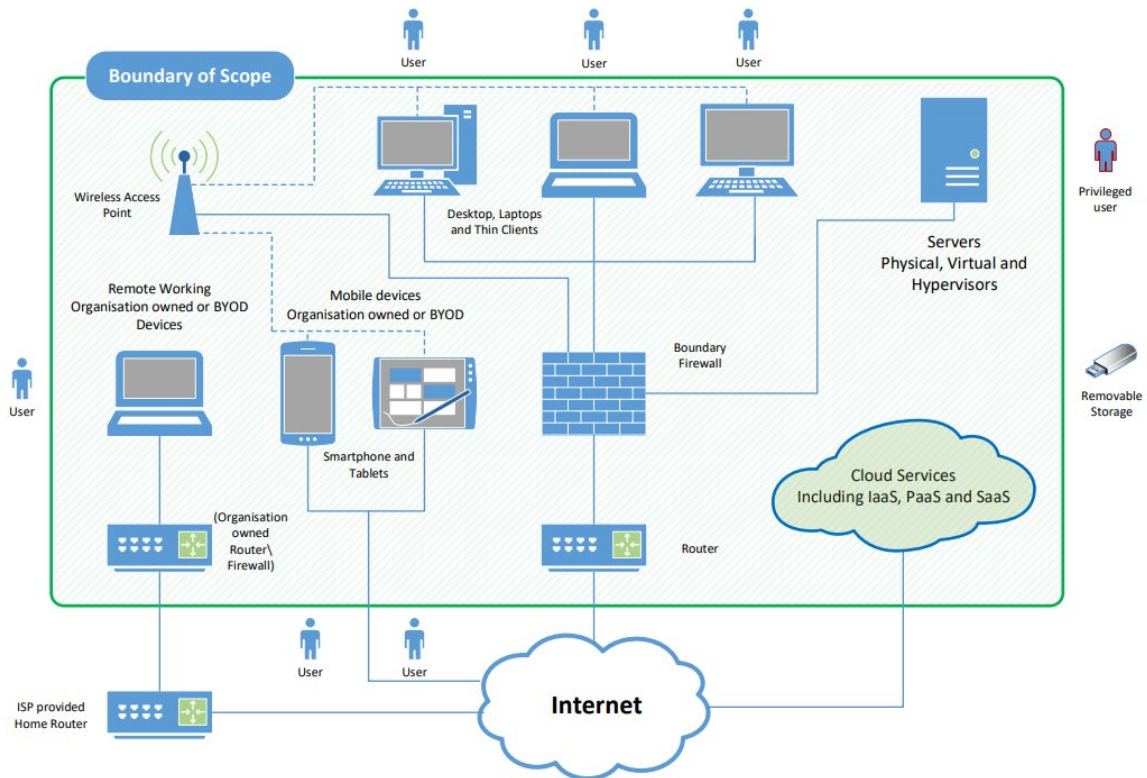 User
User
User
Boundary of Scope
Wireless Access
Point
Desktop, Laptops
and Thin Clients
Privileged
user
Servers
Physical, Virtual and
Hypervisors
Remote Working
Organisation owned or BYOD
Devices
Mobile devices
Organisation owned or BYOD
Boundary
Firewall
User
Removable
Storage
Smartphone and
Tablets
Cloud Services
Including IaaS, PaaS and SaaS
(Organisation
owned
Router\
Firewall)
Router
User
User
ISP provided
Home Router
Internet